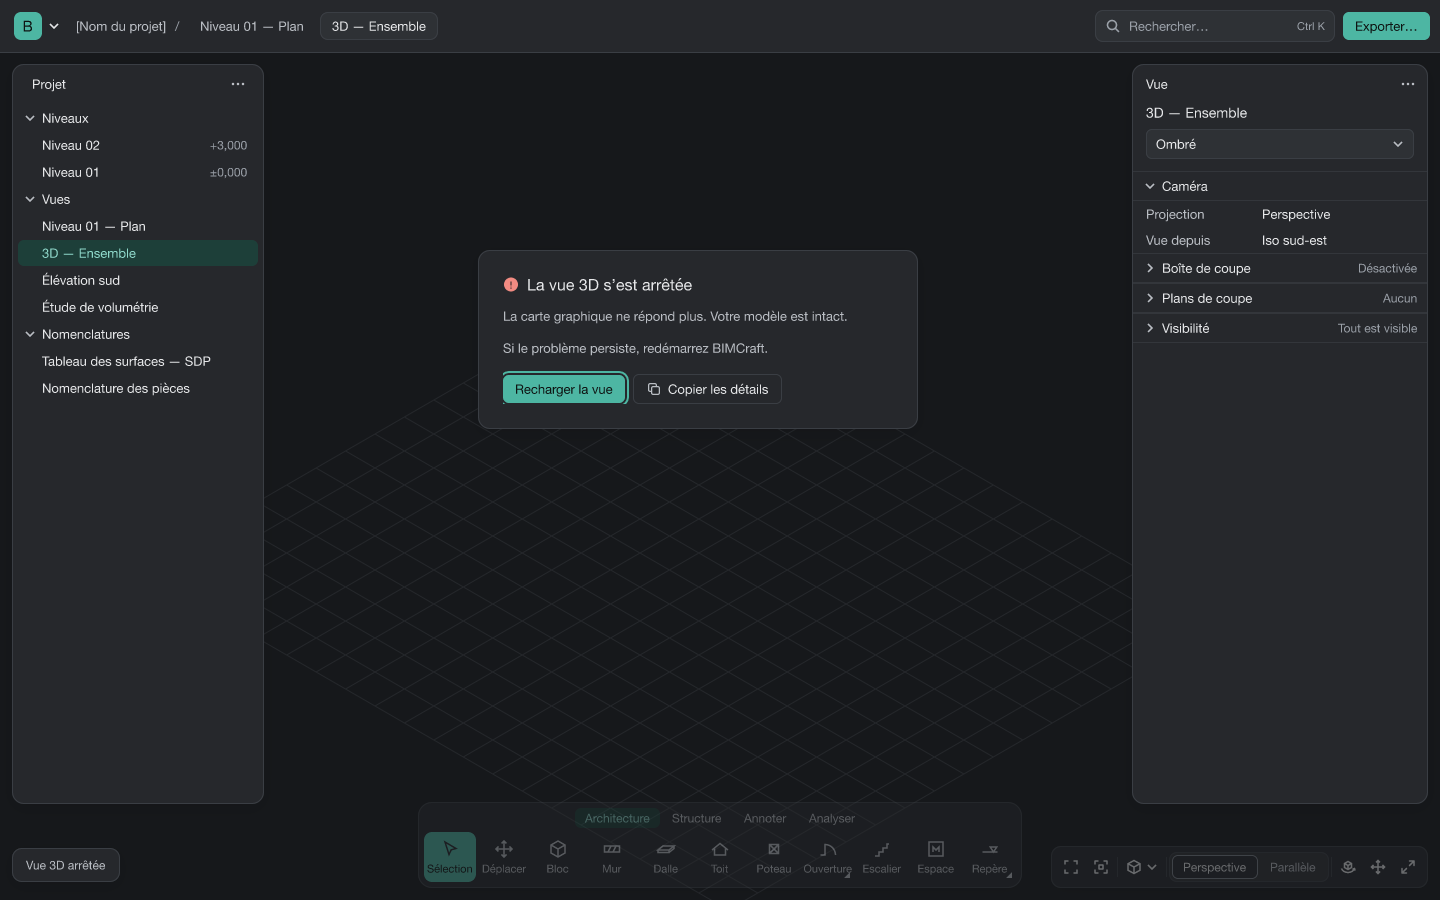 B
[Nom du projet] /
Niveau 01 — Plan
3D — Ensemble
Rechercher…
Ctrl K
Exporter…
Projet
Niveaux
Niveau 02
+3,000
Niveau 01
±0,000
Vues
Niveau 01 — Plan
3D — Ensemble
Élévation sud
Étude de volumétrie
Nomenclatures
Tableau des surfaces — SDP
Nomenclature des pièces
La vue 3D s’est arrêtée
La carte graphique ne répond plus. Votre modèle est intact.
Si le problème persiste, redémarrez BIMCraft.
Recharger la vue
Copier les détails
Vue
3D — Ensemble
Ombré
Caméra
Projection
Perspective
Vue depuis
Iso sud-est
Boîte de coupe
Désactivée
Plans de coupe
Aucun
Visibilité
Tout est visible
Vue 3D arrêtée
Architecture
Structure
Annoter
Analyser
Sélection
Déplacer
Bloc
Mur
Dalle
Toit
Poteau
Ouverture
Escalier
Espace
Repère
Perspective
Parallèle